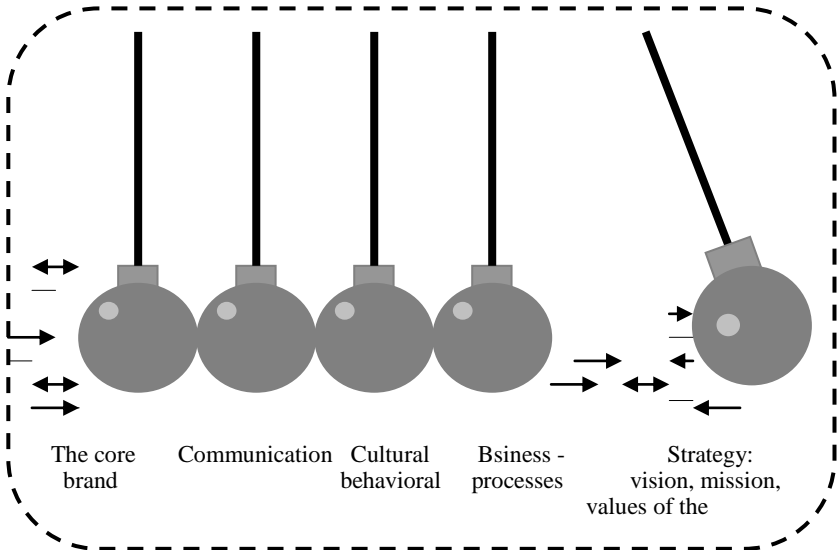 The core
brand
Communication
Cultural
behavioral
Bsiness -
processes
Strategy:
vision, mission,
values of the